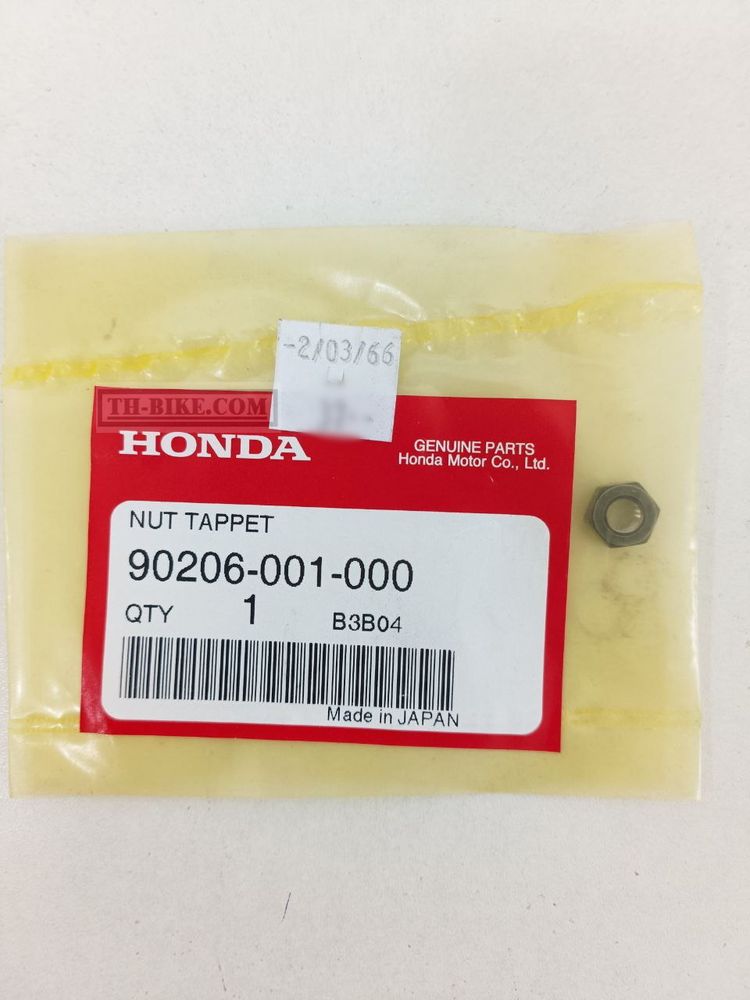 -2/03/66
TH-BIKE.COM
HONDA
GENUINE PARTS
Honda Motor Co., Ltd.
NUT TAPPET
90206-001-000
QTY 1 B3B04
Made in JAPAN